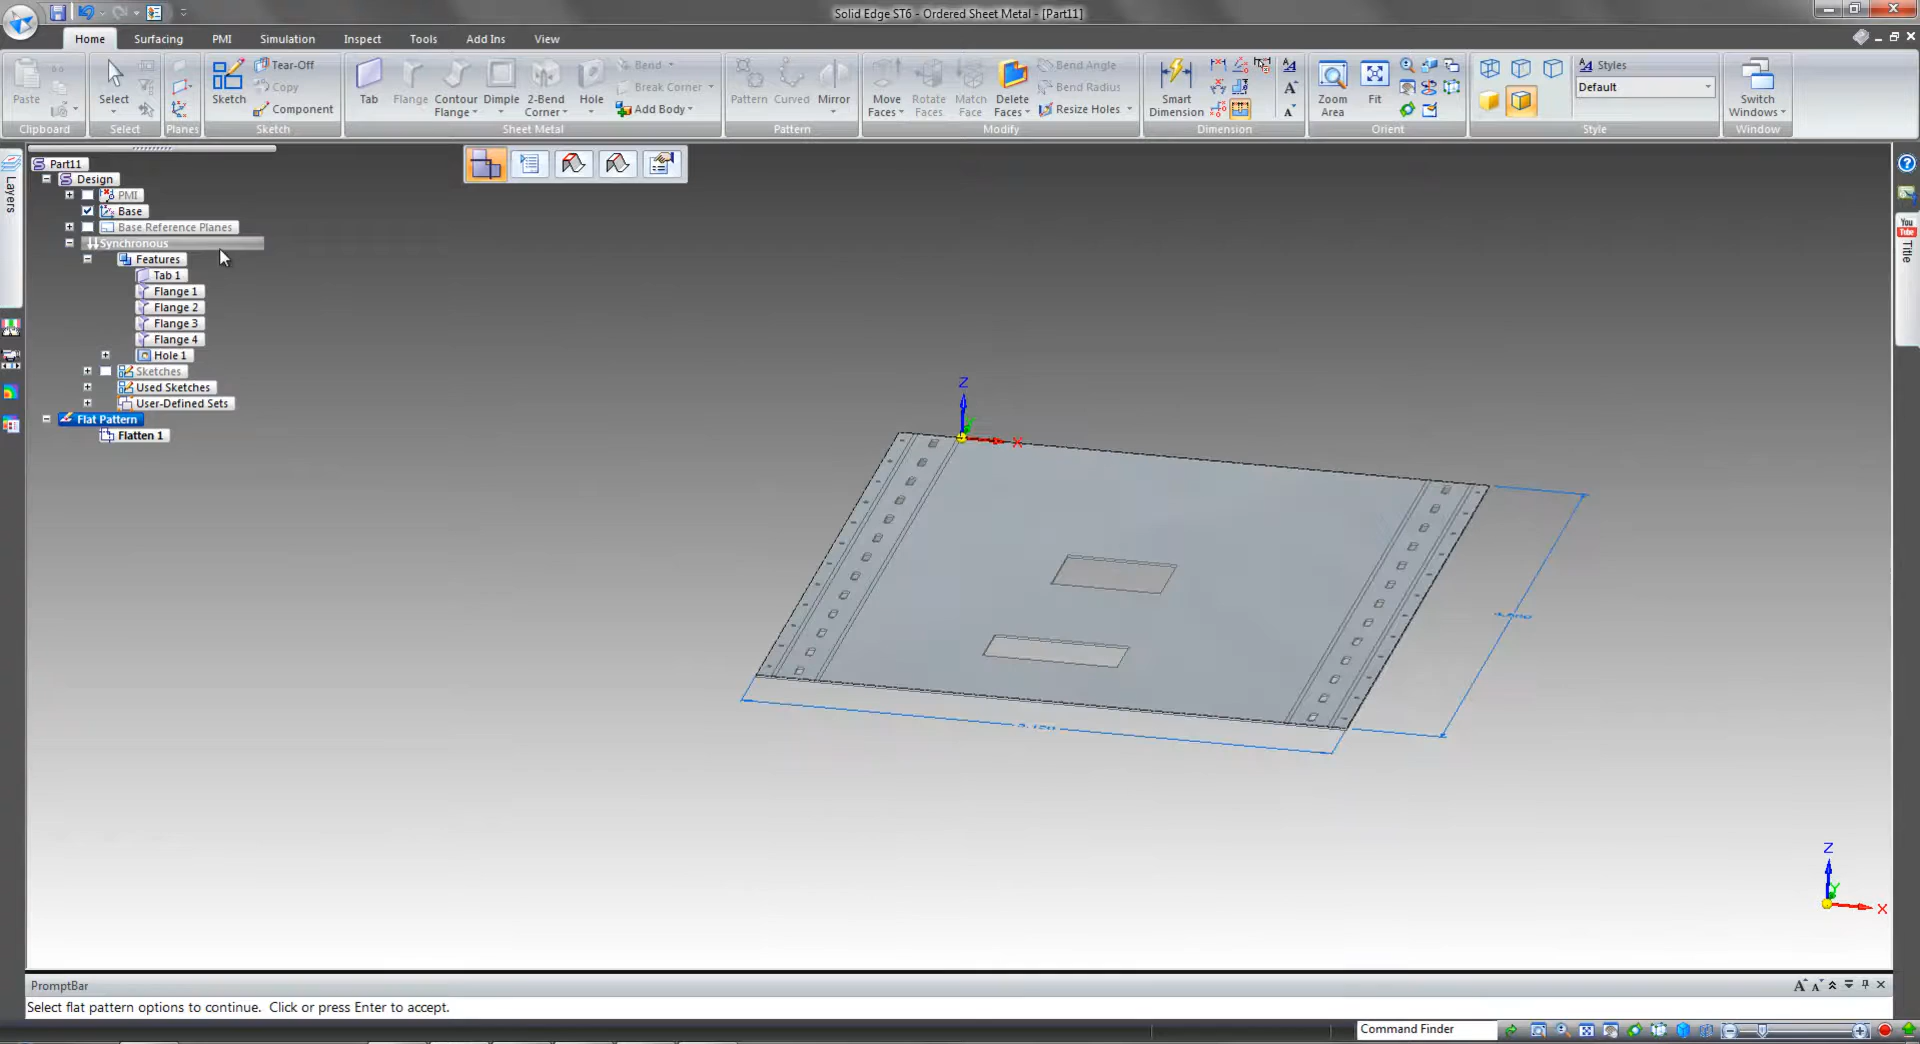 Solid Edge ST6 - Ordered Sheet Metal - [Part11]
Home Surfacing PMI Simulation Inspect Tools Add Ins View
Paste
Clipboard
Select
Select
Planes
Sketch
Tear-Off
Copy
Component
Sketch
Tab
Flange
Contour Flange
Dimple
2-Bend Corner
Hole
Bend
Break Corner
Add Body
Sheet Metal
Pattern
Curved
Mirror
Pattern
Move Faces
Rotate Faces
Match Face
Delete Faces
Bend Angle
Bend Radius
Resize Holes
Modify
Smart Dimension
Dimension
Zoom Area
Fit
Orient
Styles
Default
Style
Switch Windows
Window
Layers
Part11
Design
PMI
Base
Base Reference Planes
Synchronous
Features
Tab 1
Flange 1
Flange 2
Flange 3
Flange 4
Hole 1
Sketches
Used Sketches
User-Defined Sets
Flat Pattern
Flatten 1
You Tube
Title
Z
X
Z
Y
X
PromptBar
Select flat pattern options to continue. Click or press Enter to accept.
Command Finder